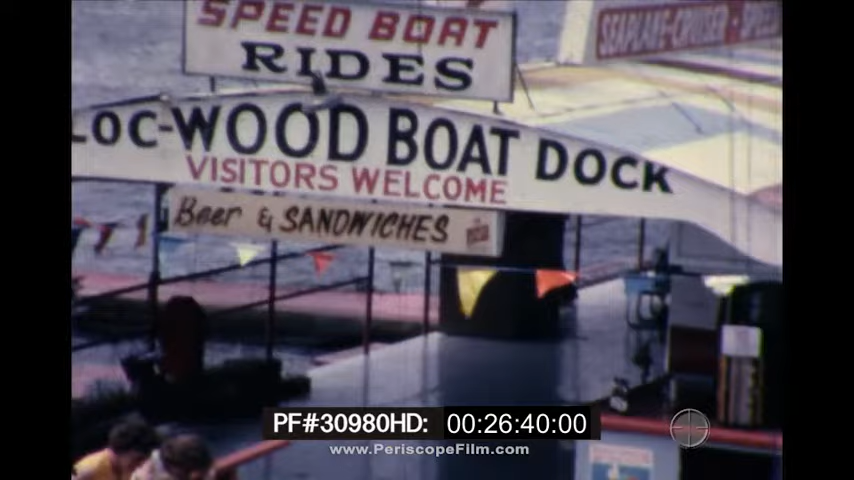 SPEED BOAT
RIDES
SEAPLANE-CRUISER - SPEED
LOC-WOOD BOAT DOCK
VISITORS WELCOME
Beer & SANDWICHES
PF#30980HD: 00:26:40:00
www.PeriscopeFilm.com